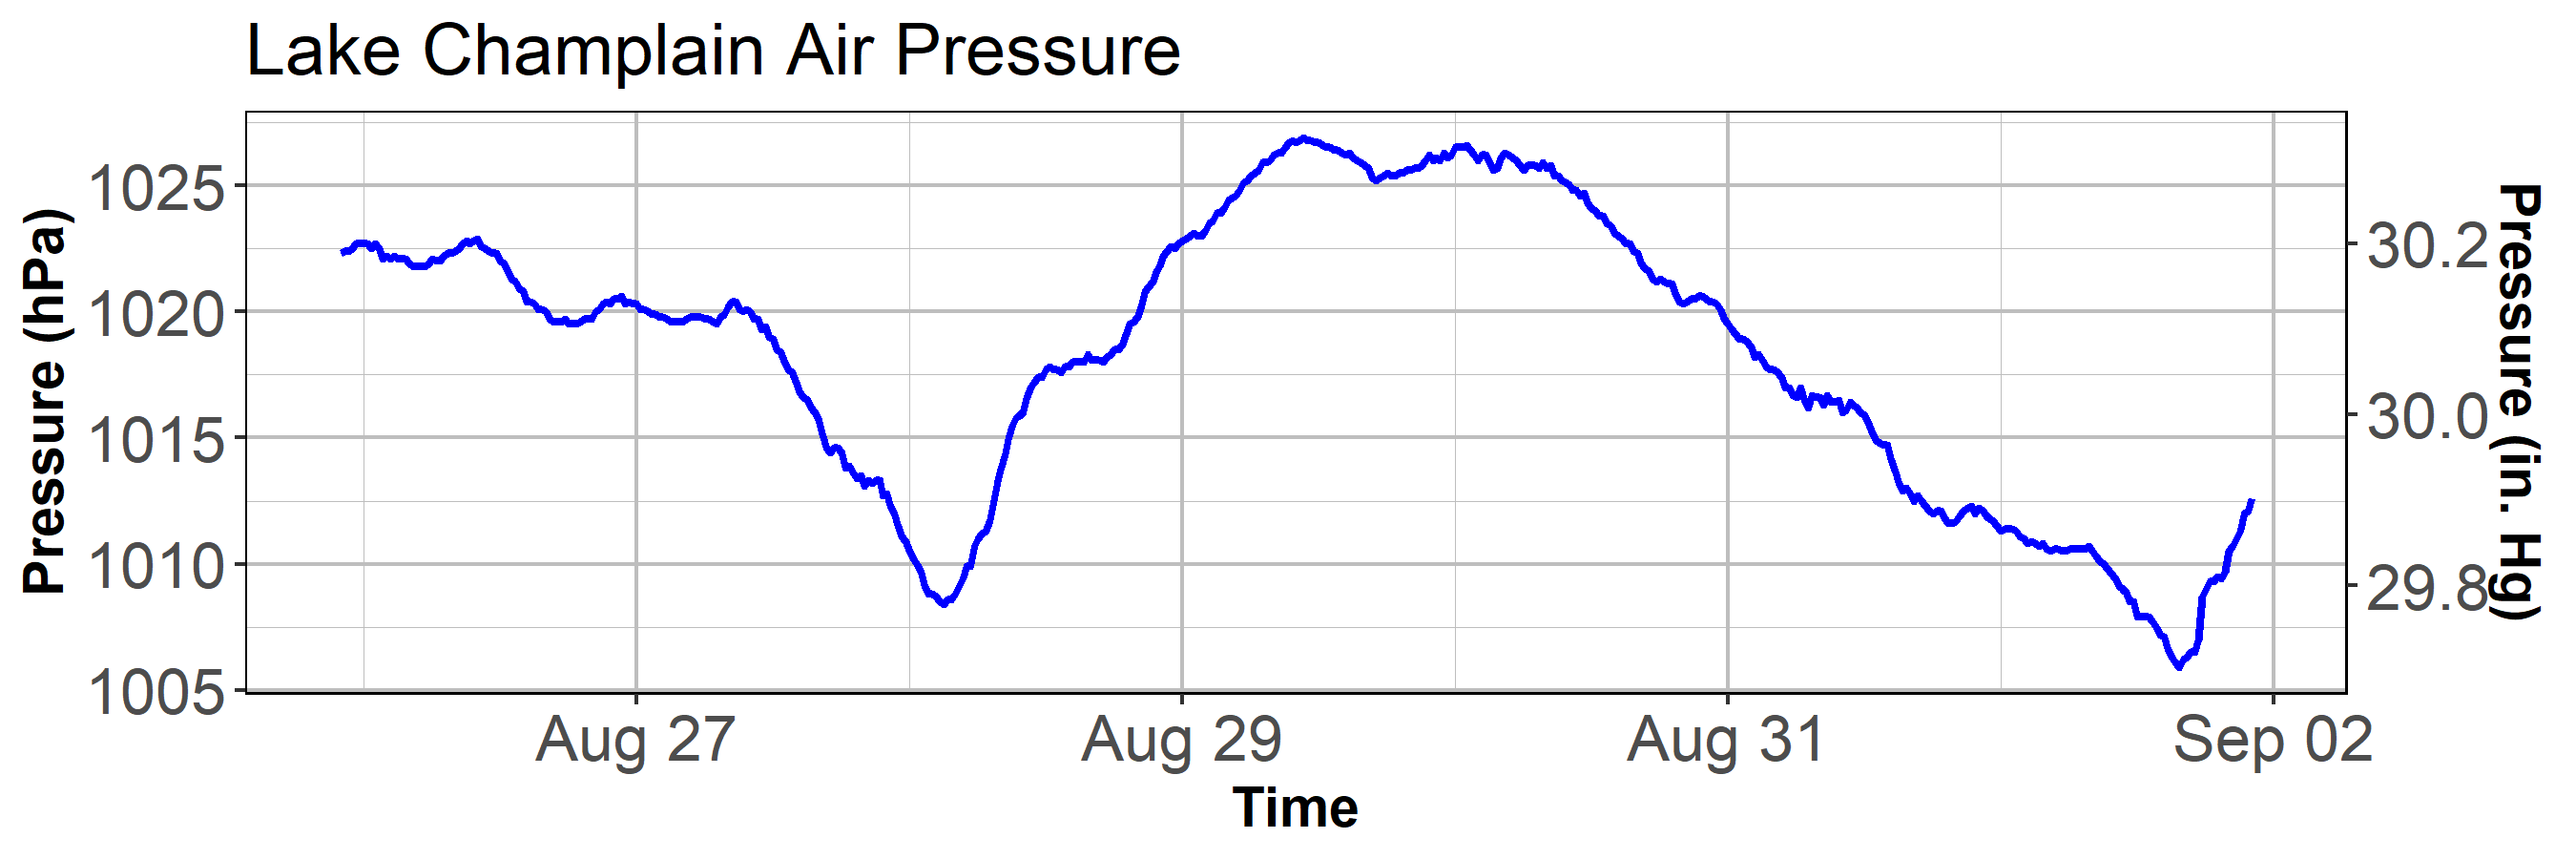 Lake Champlain Air Pressure
Pressure (hPa)
1025
1020
1015
1010
1005
30.2
30.0
29.8
Pressure (in. Hg)
Aug 27
Aug 29
Aug 31
Sep 02
Time